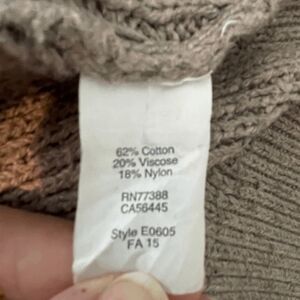 62% Cotton
20% Viscose
18% Nylon
RN77388
CA56445
Style E0605
FA 15